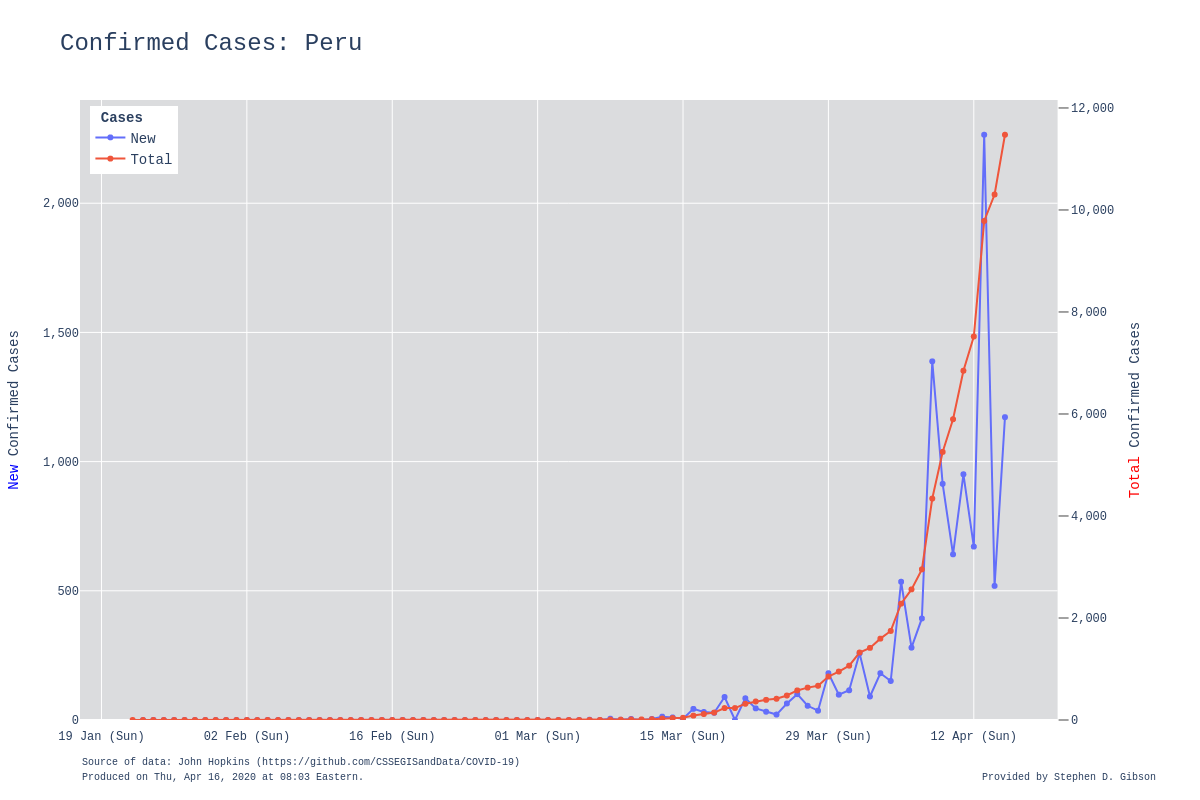 Confirmed Cases: Peru
Cases
New
Total
2,000
1,500
1,000
500
0
12,000
10,000
8,000
6,000
4,000
2,000
0
New Confirmed Cases
Total Confirmed Cases
19 Jan (Sun)
02 Feb (Sun)
16 Feb (Sun)
01 Mar (Sun)
15 Mar (Sun)
29 Mar (Sun)
12 Apr (Sun)
Source of data: John Hopkins (https://github.com/CSSEGISandData/COVID-19)
Produced on Thu, Apr 16, 2020 at 08:03 Eastern.
Provided by Stephen D. Gibson